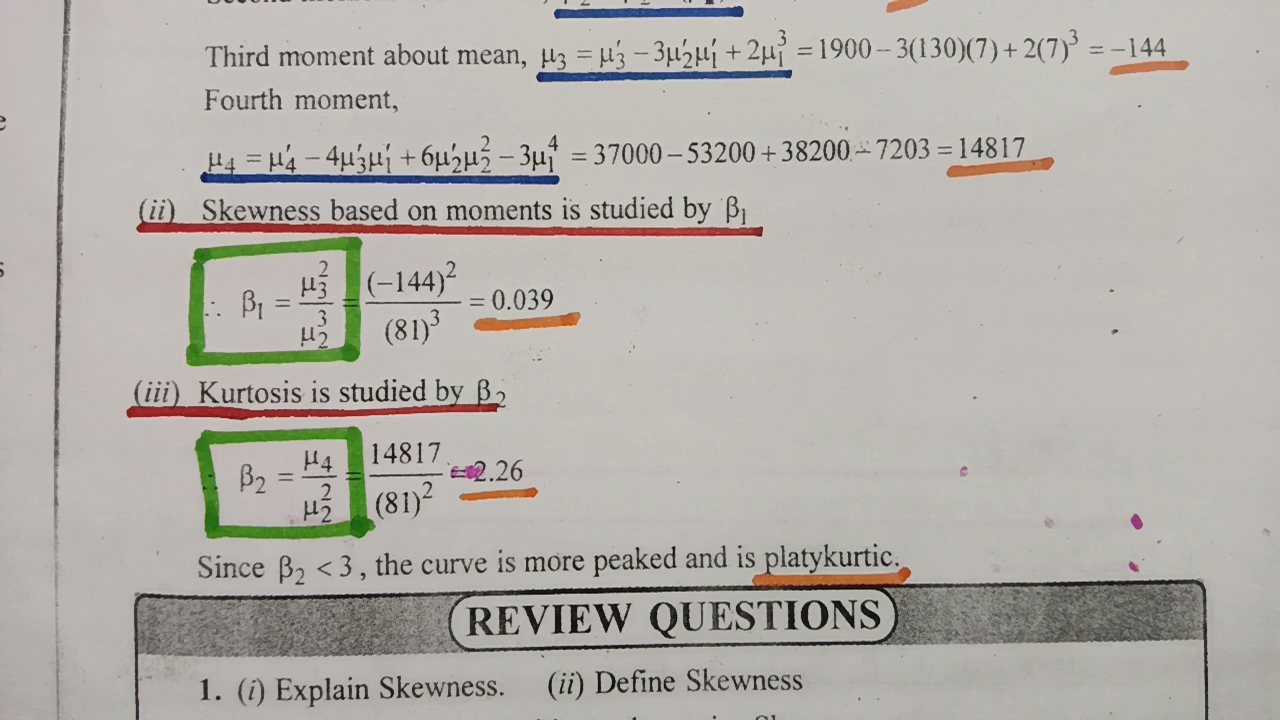 Third moment about mean, μ₃ = μ′₃ − 3μ′₂μ′₁ + 2μ′₁³ = 1900 − 3(130)(7) + 2(7)³ = −144
Fourth moment,
μ₄ = μ′₄ − 4μ′₃μ′₁ + 6μ′₂μ₂² − 3μ₁⁴ = 37000 − 53200 + 38200 − 7203 = 14817
(ii) Skewness based on moments is studied by β₁
∴ β₁ = μ₃²/μ₂³ = (−144)²/(81)³ = 0.039
(iii) Kurtosis is studied by β₂
∴ β₂ = μ₄/μ₂² = 14817/(81)² = 2.26
Since β₂ < 3, the curve is more peaked and is platykurtic.
REVIEW QUESTIONS
1. (i) Explain Skewness. (ii) Define Skewness